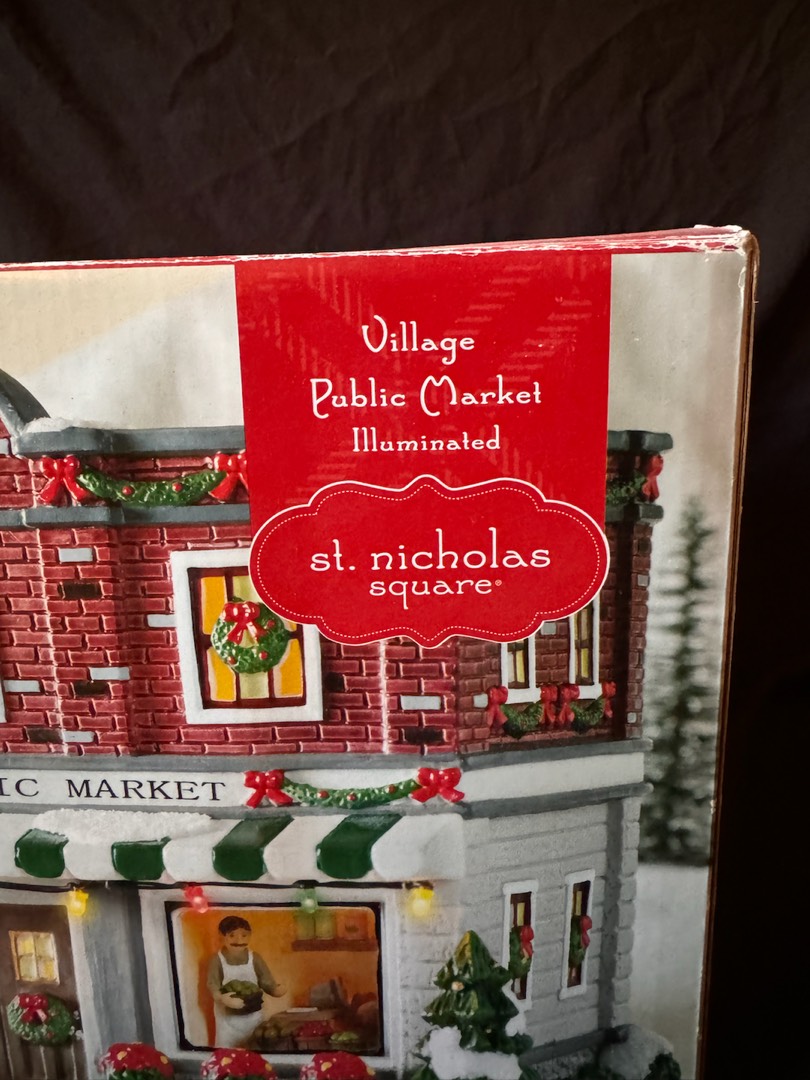 Village
Public Market
Illuminated
st. nicholas
square®
IC MARKET